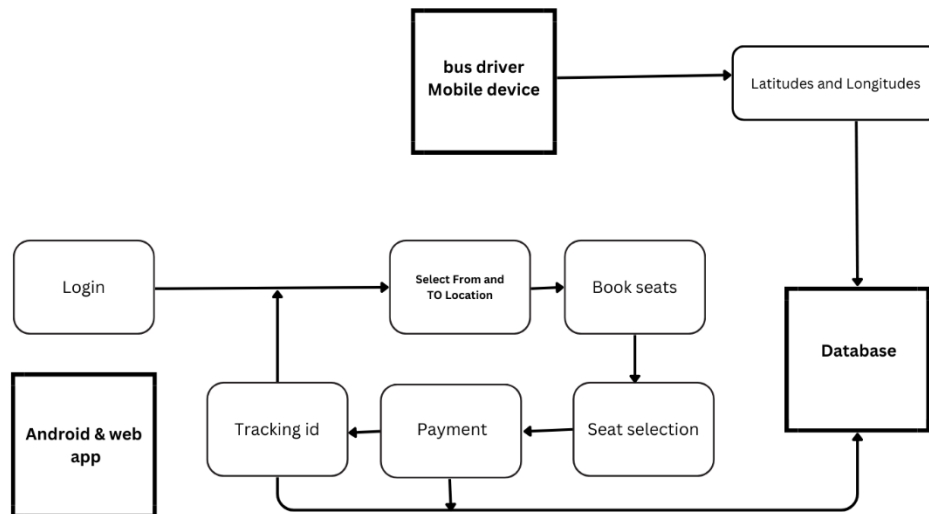 bus driver
Mobile device
Latitudes and Longitudes
Login
Select From and
TO Location
Book seats
Database
Android & web
app
Tracking id
Payment
Seat selection